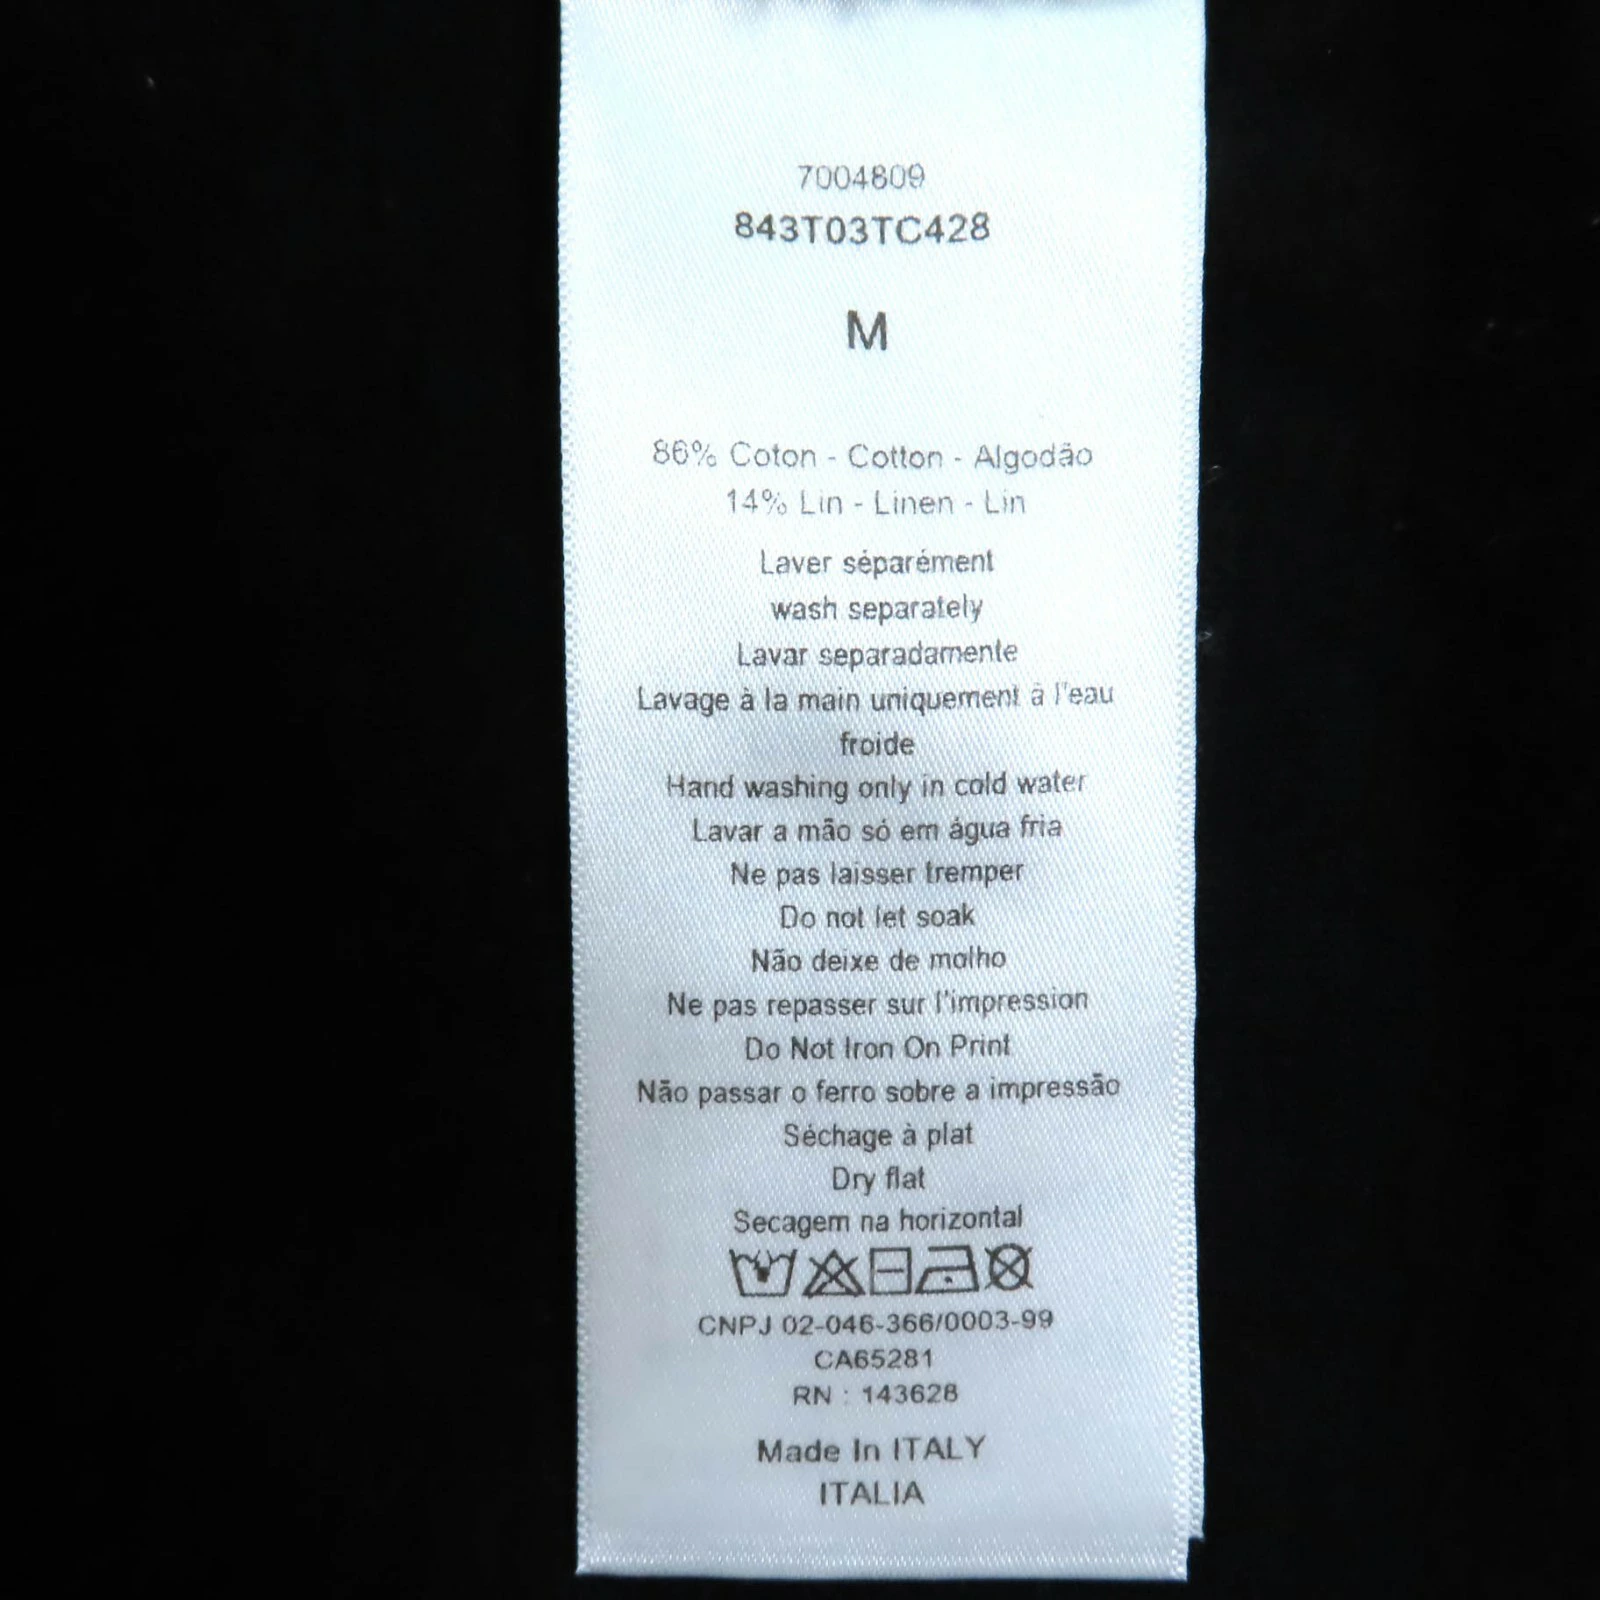 7004809
843T03TC428
M
86% Coton - Cotton - Algodão
14% Lin - Linen - Lin
Laver séparément
wash separately
Lavar separadamente
Lavage à la main uniquement à l'eau
froide
Hand washing only in cold water
Lavar a mão só em água fria
Ne pas laisser tremper
Do not let soak
Não deixe de molho
Ne pas repasser sur l'impression
Do Not Iron On Print
Não passar o ferro sobre a impressão
Séchage à plat
Dry flat
Secagem na horizontal
CNPJ 02-046-366/0003-99
CA65281
RN : 143628
Made In ITALY
ITALIA